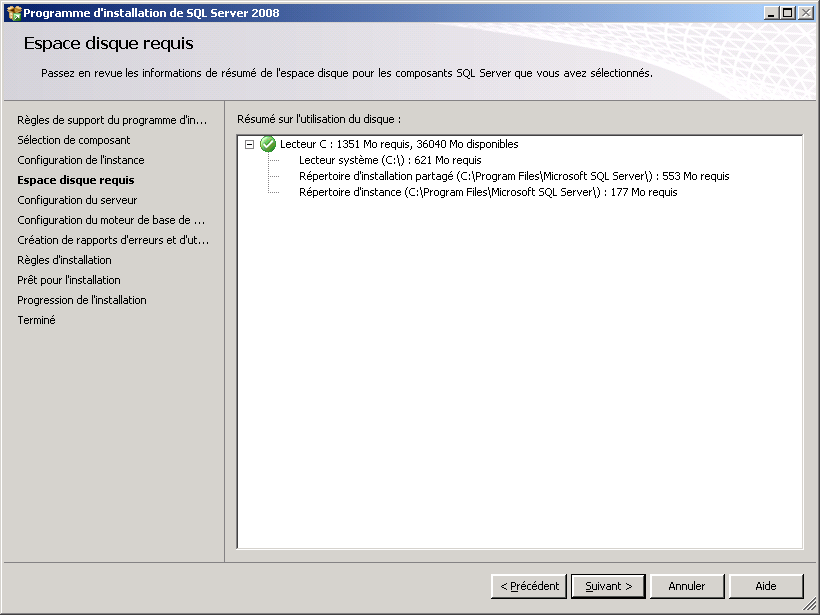 Programme d'installation de SQL Server 2008
Espace disque requis
Passez en revue les informations de résumé de l'espace disque pour les composants SQL Server que vous avez sélectionnés.
Règles de support du programme d'in...
Sélection de composant
Configuration de l'instance
Espace disque requis
Configuration du serveur
Configuration du moteur de base de ...
Création de rapports d'erreurs et d'ut...
Règles d'installation
Prêt pour l'installation
Progression de l'installation
Terminé
Résumé sur l'utilisation du disque :
Lecteur C : 1351 Mo requis, 36040 Mo disponibles
Lecteur système (C:\) : 621 Mo requis
Répertoire d'installation partagé (C:\Program Files\Microsoft SQL Server\) : 553 Mo requis
Répertoire d'instance (C:\Program Files\Microsoft SQL Server\) : 177 Mo requis
< Précédent
Suivant >
Annuler
Aide